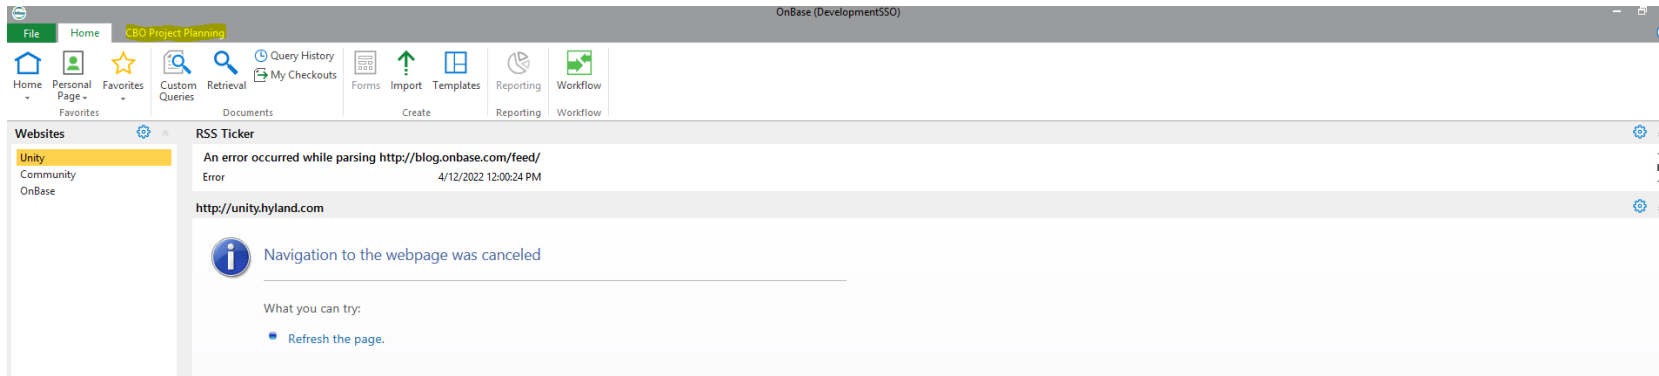 OnBase (DevelopmentSSO)
File Home CBO Project Planning
Home
Personal Page
Favorites
Favorites
Custom Queries
Retrieval
Query History
My Checkouts
Documents
Forms
Import
Templates
Create
Reporting
Reporting
Workflow
Workflow
Websites
Unity
Community
OnBase
RSS Ticker
An error occurred while parsing http://blog.onbase.com/feed/
Error 4/12/2022 12:00:24 PM
http://unity.hyland.com
Navigation to the webpage was canceled
What you can try:
Refresh the page.